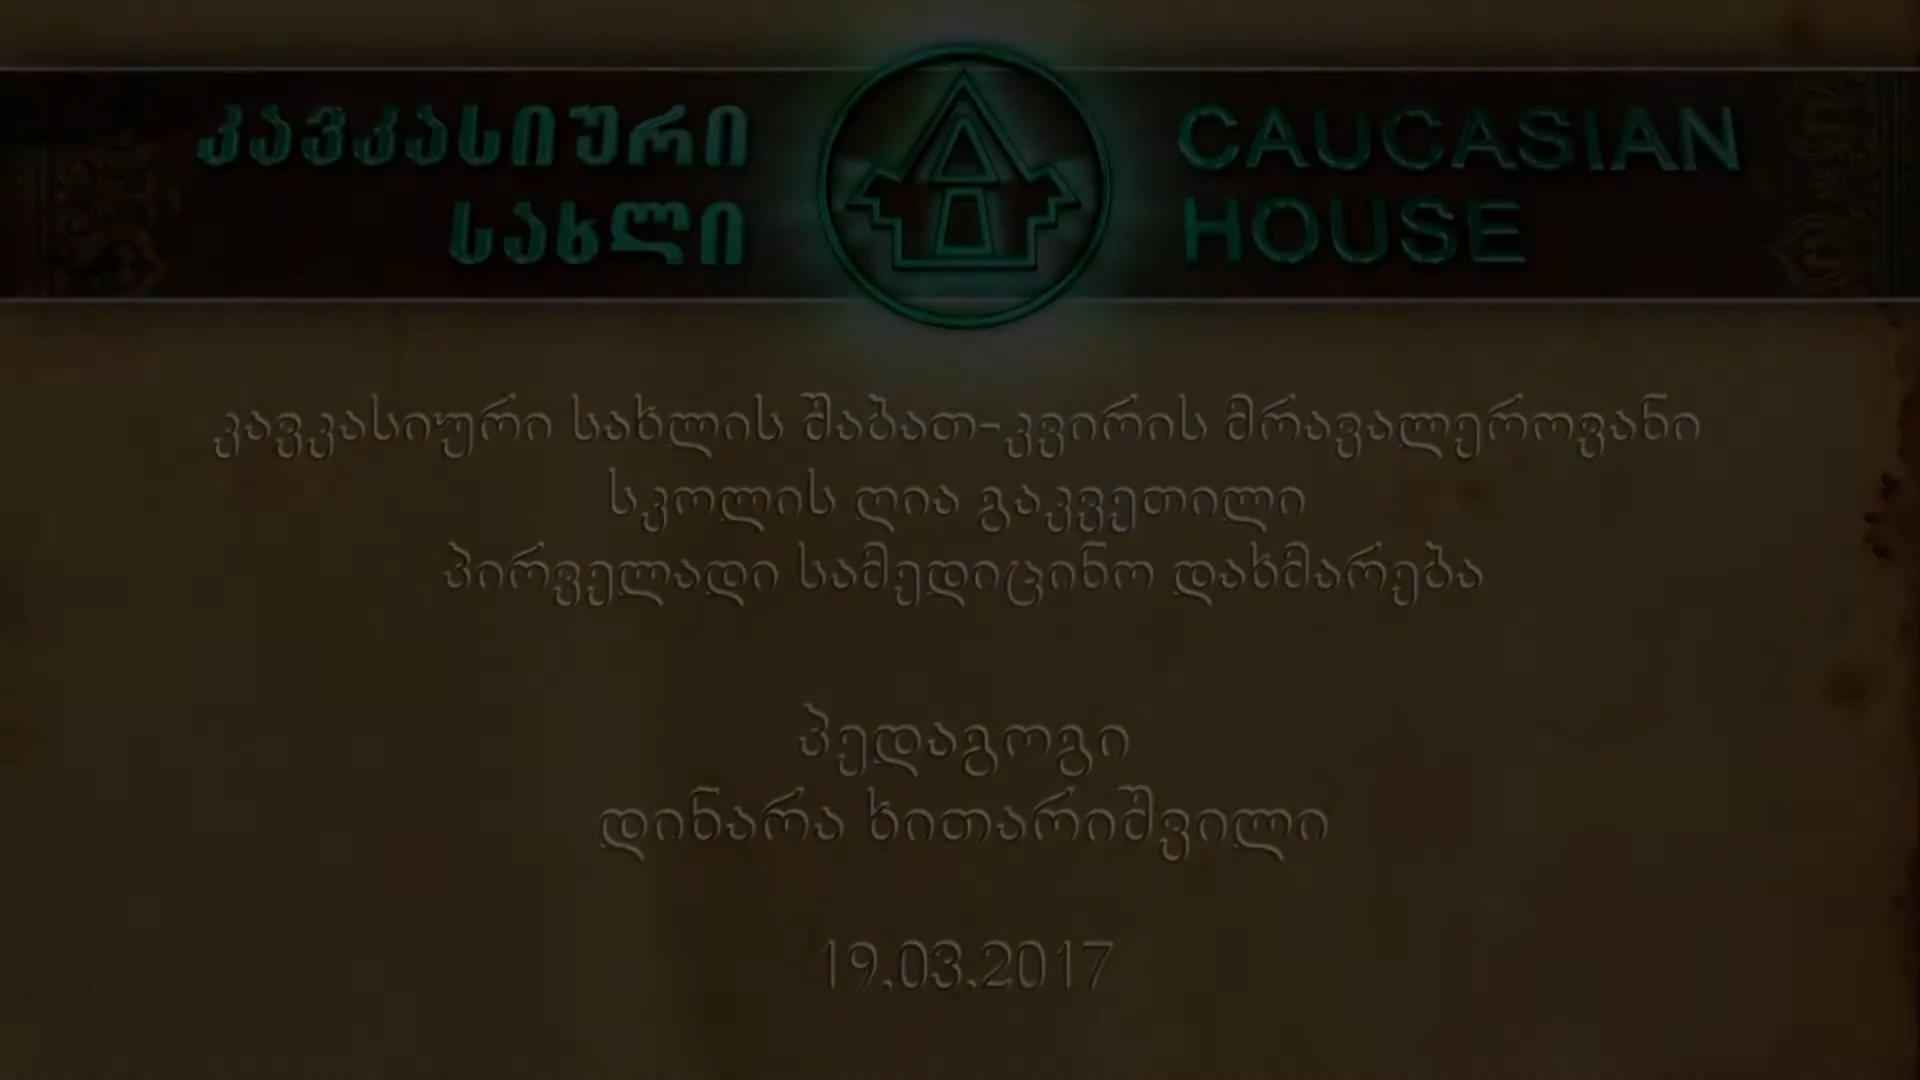 კავკასიური
სახლი
CAUCASIAN
HOUSE
კავკასიური სახლის შაბათ-კვირის მრავალეროვანი
სკოლის ღია გაკვეთილი
პირველადი სამედიცინო დახმარება
პედაგოგი
დინარა ხითარიშვილი
19.03.2017